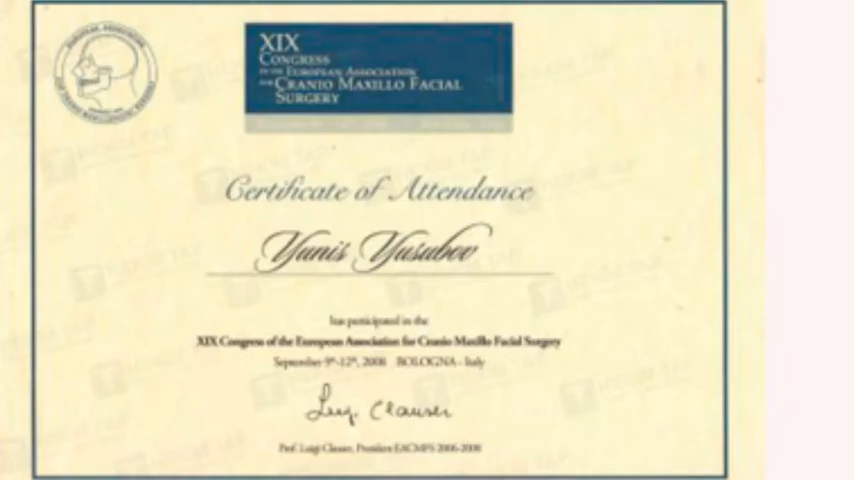 XIX
CONGRESS
OF THE EUROPEAN ASSOCIATION
FOR CRANIO MAXILLO FACIAL
SURGERY
Certificate of Attendance
Yunis Yusubov
has participated in the
XIX Congress of the European Association for Cranio Maxillo Facial Surgery
September 9th-12th, 2008 BOLOGNA - Italy
Luigi Clauser
Prof. Luigi Clauser, President EACMFS 2006-2008